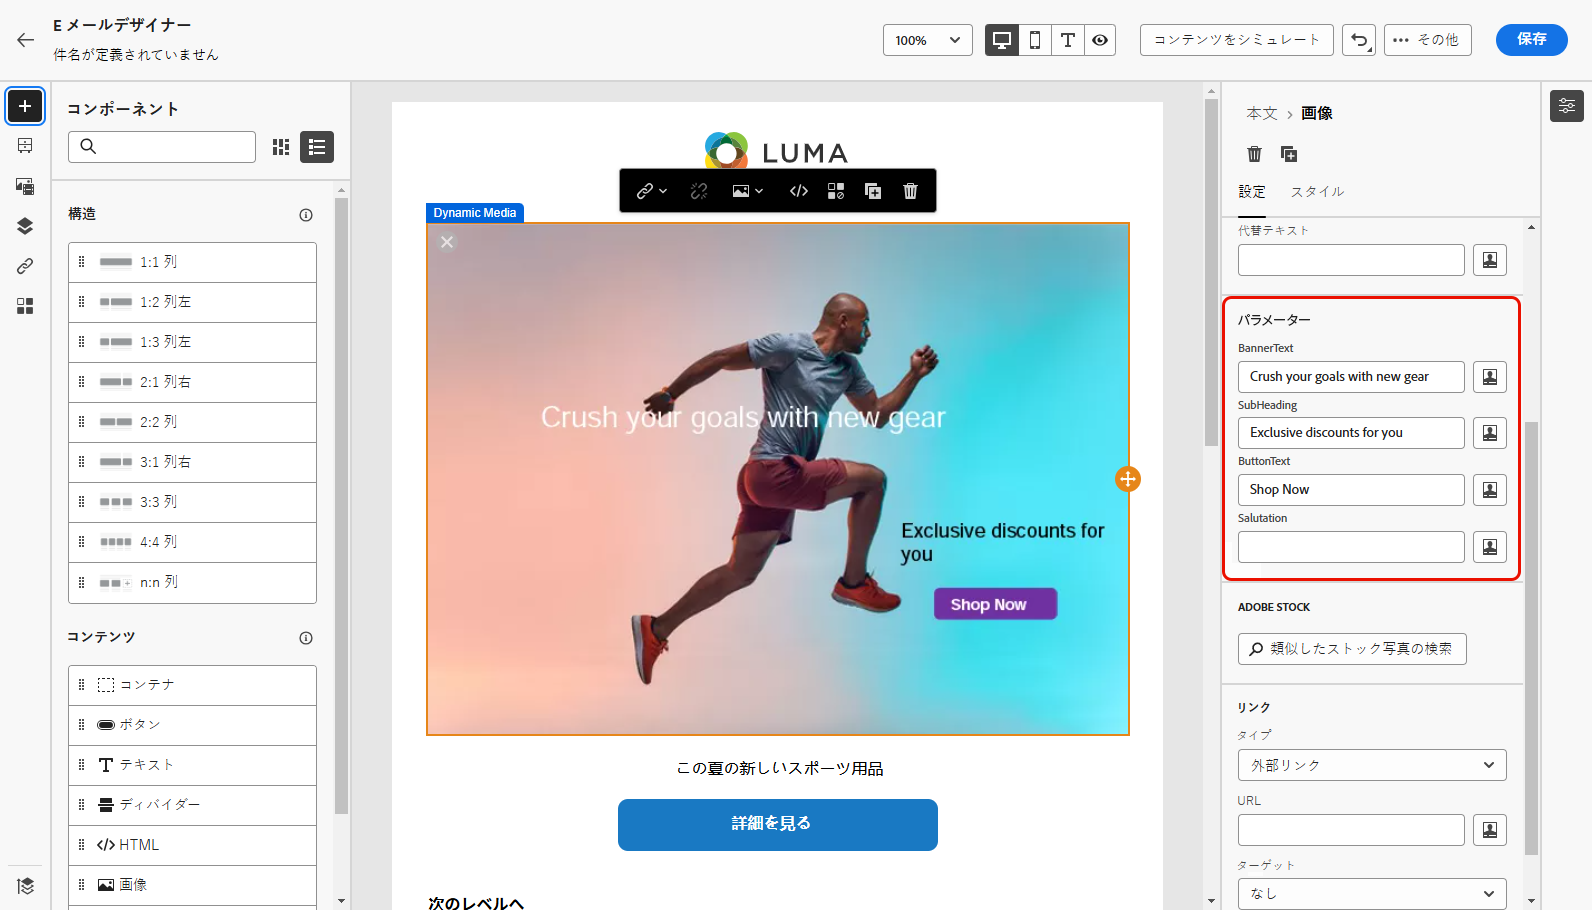 E メールデザイナー
件名が定義されていません
100%
コンテンツをシミュレート
その他
保存
コンポーネント
構造
1:1 列
1:2 列左
1:3 列左
2:1 列右
2:2 列
3:1 列右
3:3 列
4:4 列
n:n 列
コンテンツ
コンテナ
ボタン
テキスト
ディバイダー
HTML
画像
LUMA
Dynamic Media
Crush your goals with new gear
Exclusive discounts for
you
Shop Now
この夏の新しいスポーツ用品
詳細を見る
次のレベルへ
本文 > 画像
設定 スタイル
代替テキスト
パラメーター
BannerText
Crush your goals with new gear
SubHeading
Exclusive discounts for you
ButtonText
Shop Now
Salutation
ADOBE STOCK
類似したストック写真の検索
リンク
タイプ
外部リンク
URL
ターゲット
なし